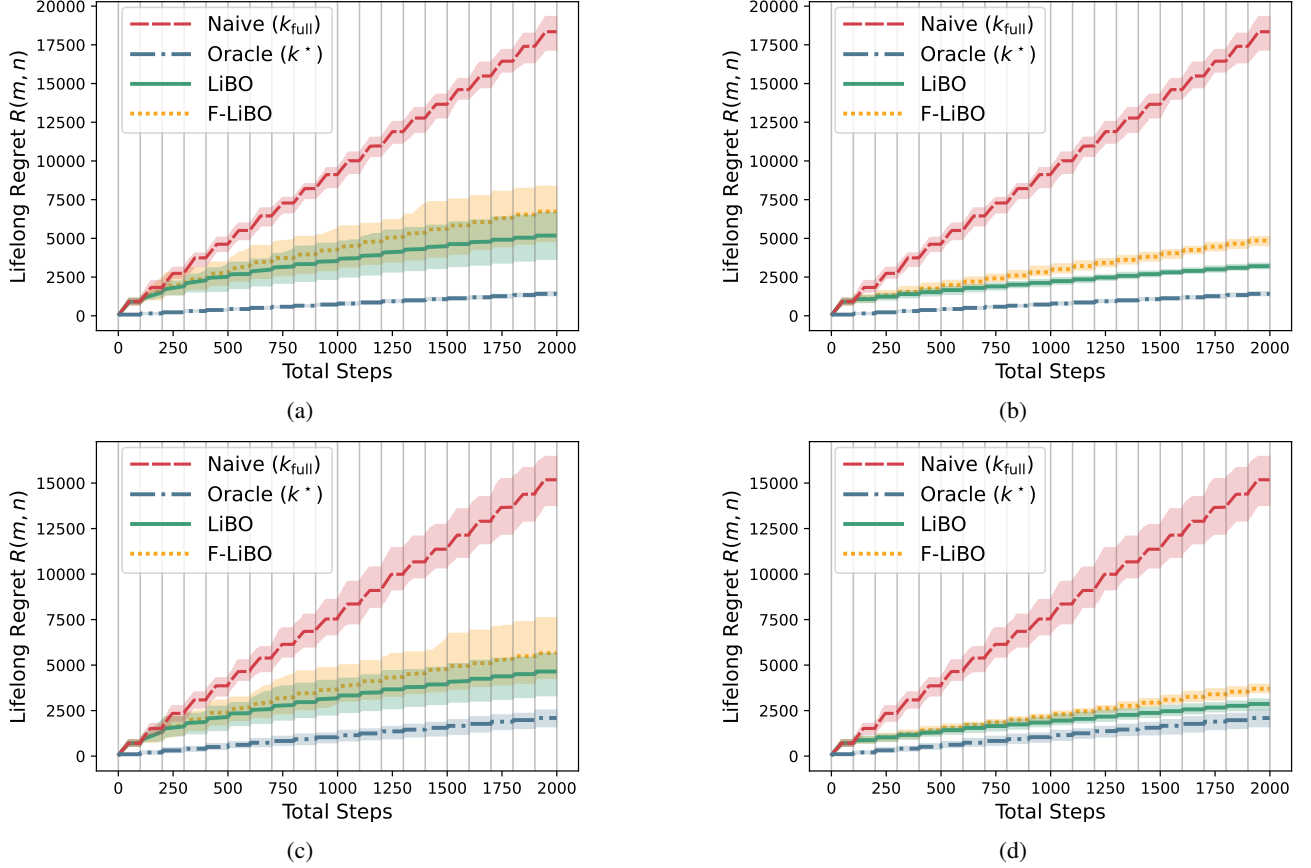 20000
17500
15000
12500
10000
7500
5000
2500
0
Lifelong Regret R(m, n)
Naive (k_full)
Oracle (k⋆)
LiBO
F-LiBO
0 250 500 750 1000 1250 1500 1750 2000
Total Steps
(a)
20000
17500
15000
12500
10000
7500
5000
2500
0
Lifelong Regret R(m, n)
Naive (k_full)
Oracle (k⋆)
LiBO
F-LiBO
0 250 500 750 1000 1250 1500 1750 2000
Total Steps
(b)
15000
12500
10000
7500
5000
2500
0
Lifelong Regret R(m, n)
Naive (k_full)
Oracle (k⋆)
LiBO
F-LiBO
0 250 500 750 1000 1250 1500 1750 2000
Total Steps
(c)
15000
12500
10000
7500
5000
2500
0
Lifelong Regret R(m, n)
Naive (k_full)
Oracle (k⋆)
LiBO
F-LiBO
0 250 500 750 1000 1250 1500 1750 2000
Total Steps
(d)